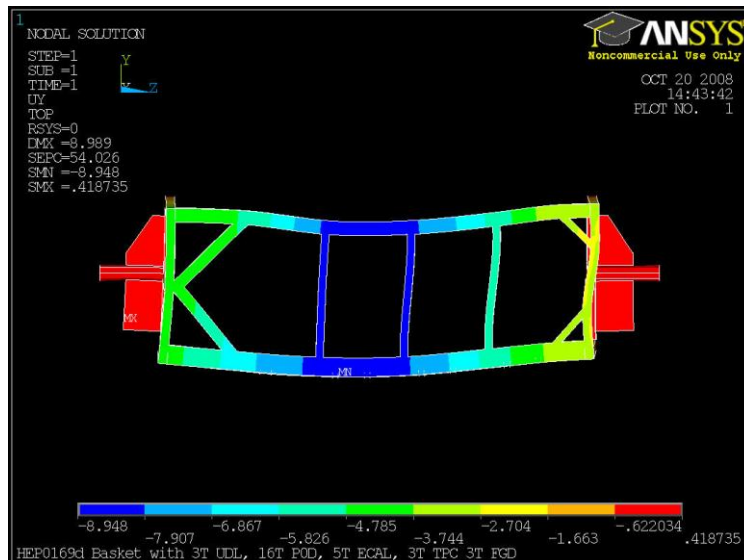 1
NODAL SOLUTION
STEP=1
SUB =1
TIME=1
UY
TOP
RSYS=0
DMX =8.989
SEPC=54.026
SMN =-8.948
SMX =.418735
Y
Z
ANSYS
Noncommercial Use Only
OCT 20 2008
14:43:42
PLOT NO. 1
MX
MN
-8.948 -6.867 -4.785 -2.704 -.622034
-7.907 -5.826 -3.744 -1.663 .418735
HEP0169d Basket with 3T UDL, 16T POD, 5T ECAL, 3T TPC 3T FGD